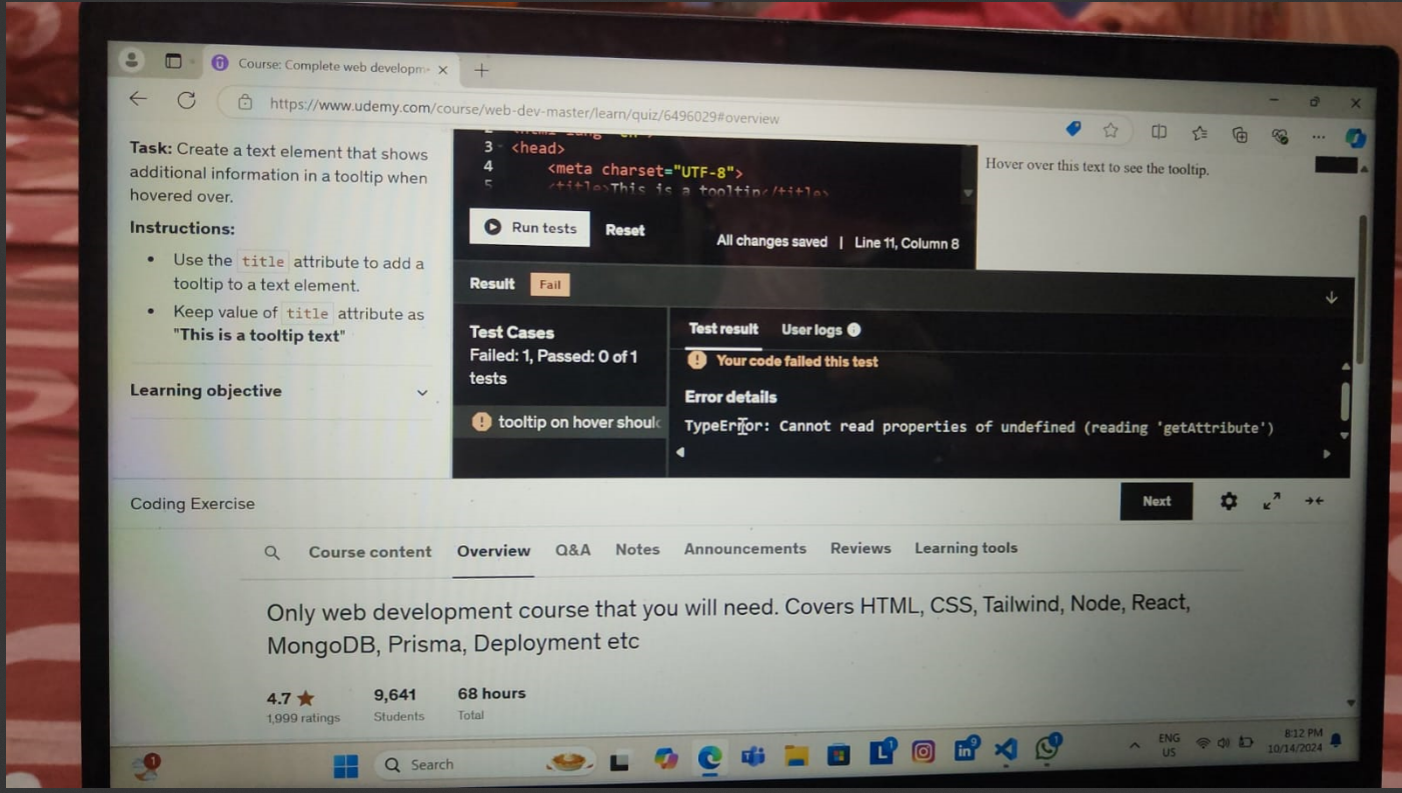 Course: Complete web developm-
https://www.udemy.com/course/web-dev-master/learn/quiz/6496029#overview
Task: Create a text element that shows
additional information in a tooltip when
hovered over.
Instructions:
Use the title attribute to add a
tooltip to a text element.
Keep value of title attribute as
"This is a tooltip text"
Learning objective
3 <head>
4 <meta charset="UTF-8">
5 <title>This is a tooltip</title>
Run tests
Reset
All changes saved | Line 11, Column 8
Hover over this text to see the tooltip.
Result Fail
Test Cases
Failed: 1, Passed: 0 of 1
tests
tooltip on hover shoul
Test result User logs
Your code failed this test
Error details
TypeError: Cannot read properties of undefined (reading 'getAttribute')
Coding Exercise
Next
Course content Overview Q&A Notes Announcements Reviews Learning tools
Only web development course that you will need. Covers HTML, CSS, Tailwind, Node, React,
MongoDB, Prisma, Deployment etc
4.7 9,641 68 hours
1,999 ratings Students Total
1
Search
L 1
in 9
1
ENG
US
8:12 PM
10/14/2024